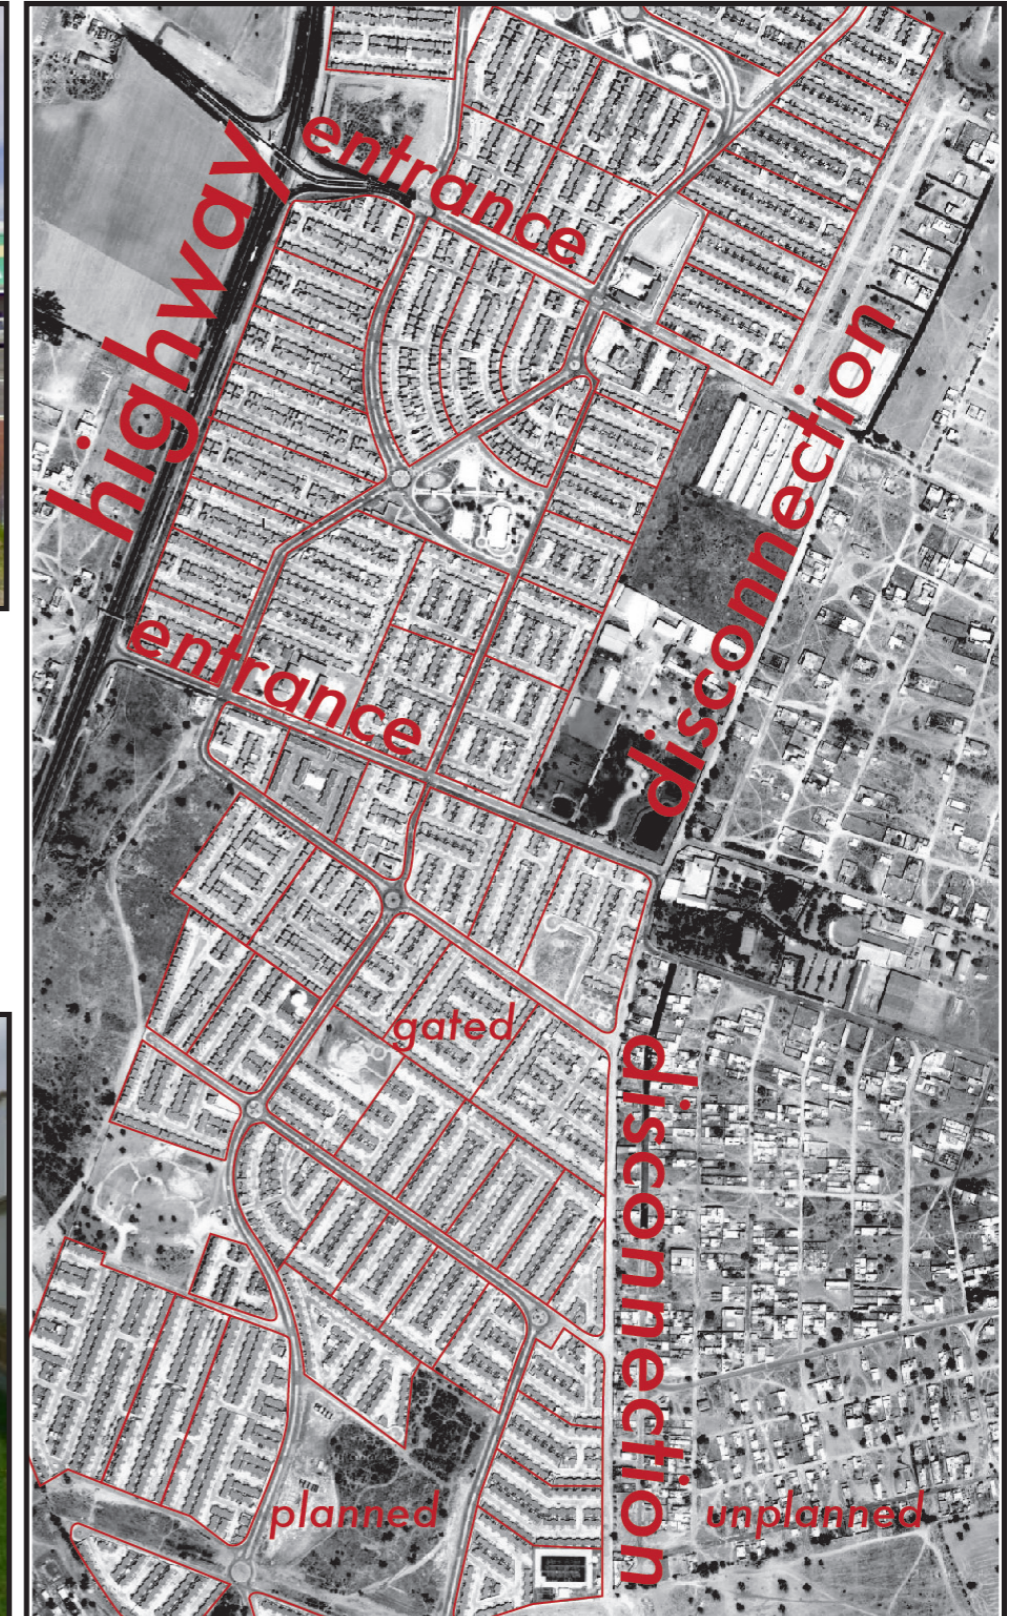 entrance
highway
disconnection
entrance
gated
disconnection
planned
unplanned